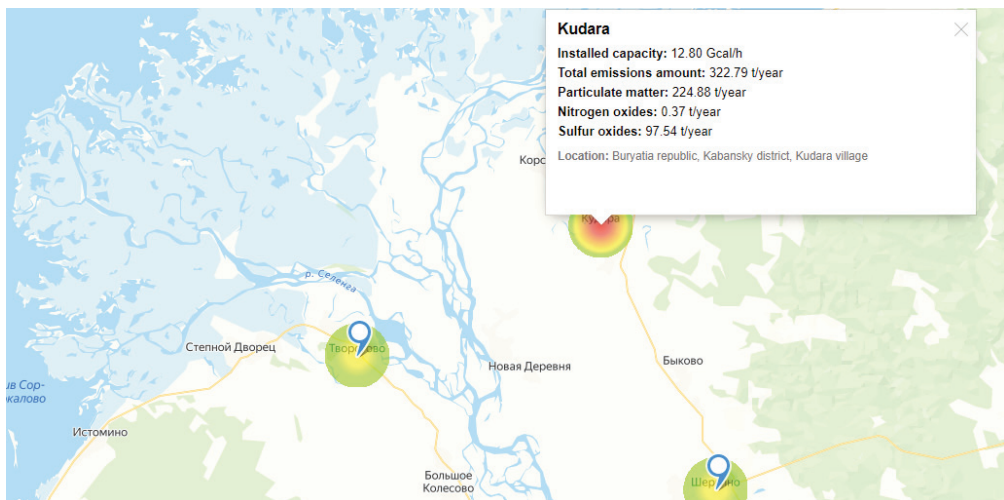 Kudara
Installed capacity: 12.80 Gcal/h
Total emissions amount: 322.79 t/year
Particulate matter: 224.88 t/year
Nitrogen oxides: 0.37 t/year
Sulfur oxides: 97.54 t/year
Location: Buryatia republic, Kabansky district, Kudara village
р. Селенга
Степной Дворец
Новая Деревня
Быково
Истомино
Большое
Колесово